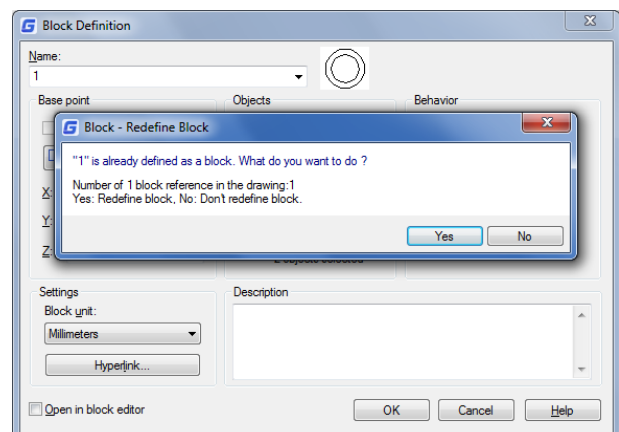 Block Definition
Name:
1
Base point
Objects
Behavior
Block - Redefine Block
"1" is already defined as a block. What do you want to do ?
Number of 1 block reference in the drawing:1
Yes: Redefine block, No: Don't redefine block.
X:
Y:
Yes
No
Z:
2 objects selected
Settings
Description
Block unit:
Millimeters
Hyperlink...
Open in block editor
OK
Cancel
Help